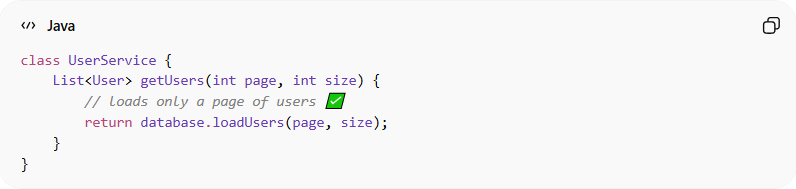 </> Java
class UserService {
    List<User> getUsers(int page, int size) {
        // loads only a page of users ✅
        return database.loadUsers(page, size);
    }
}